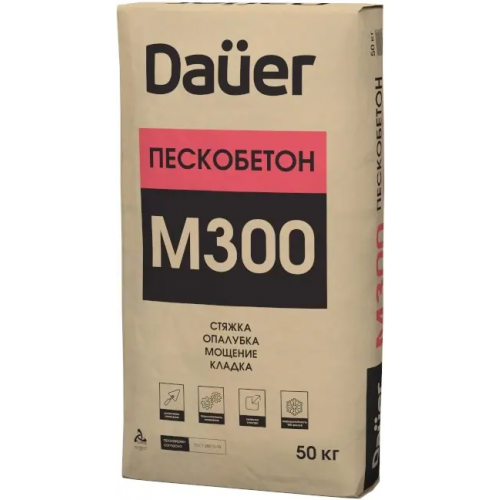 Daüer
ПЕСКОБЕТОН
М300
СТЯЖКА
ОПАЛУБКА
МОЩЕНИЕ
КЛАДКА
50 кг
50 кг
Daüer М300 ПЕСКОБЕТОН